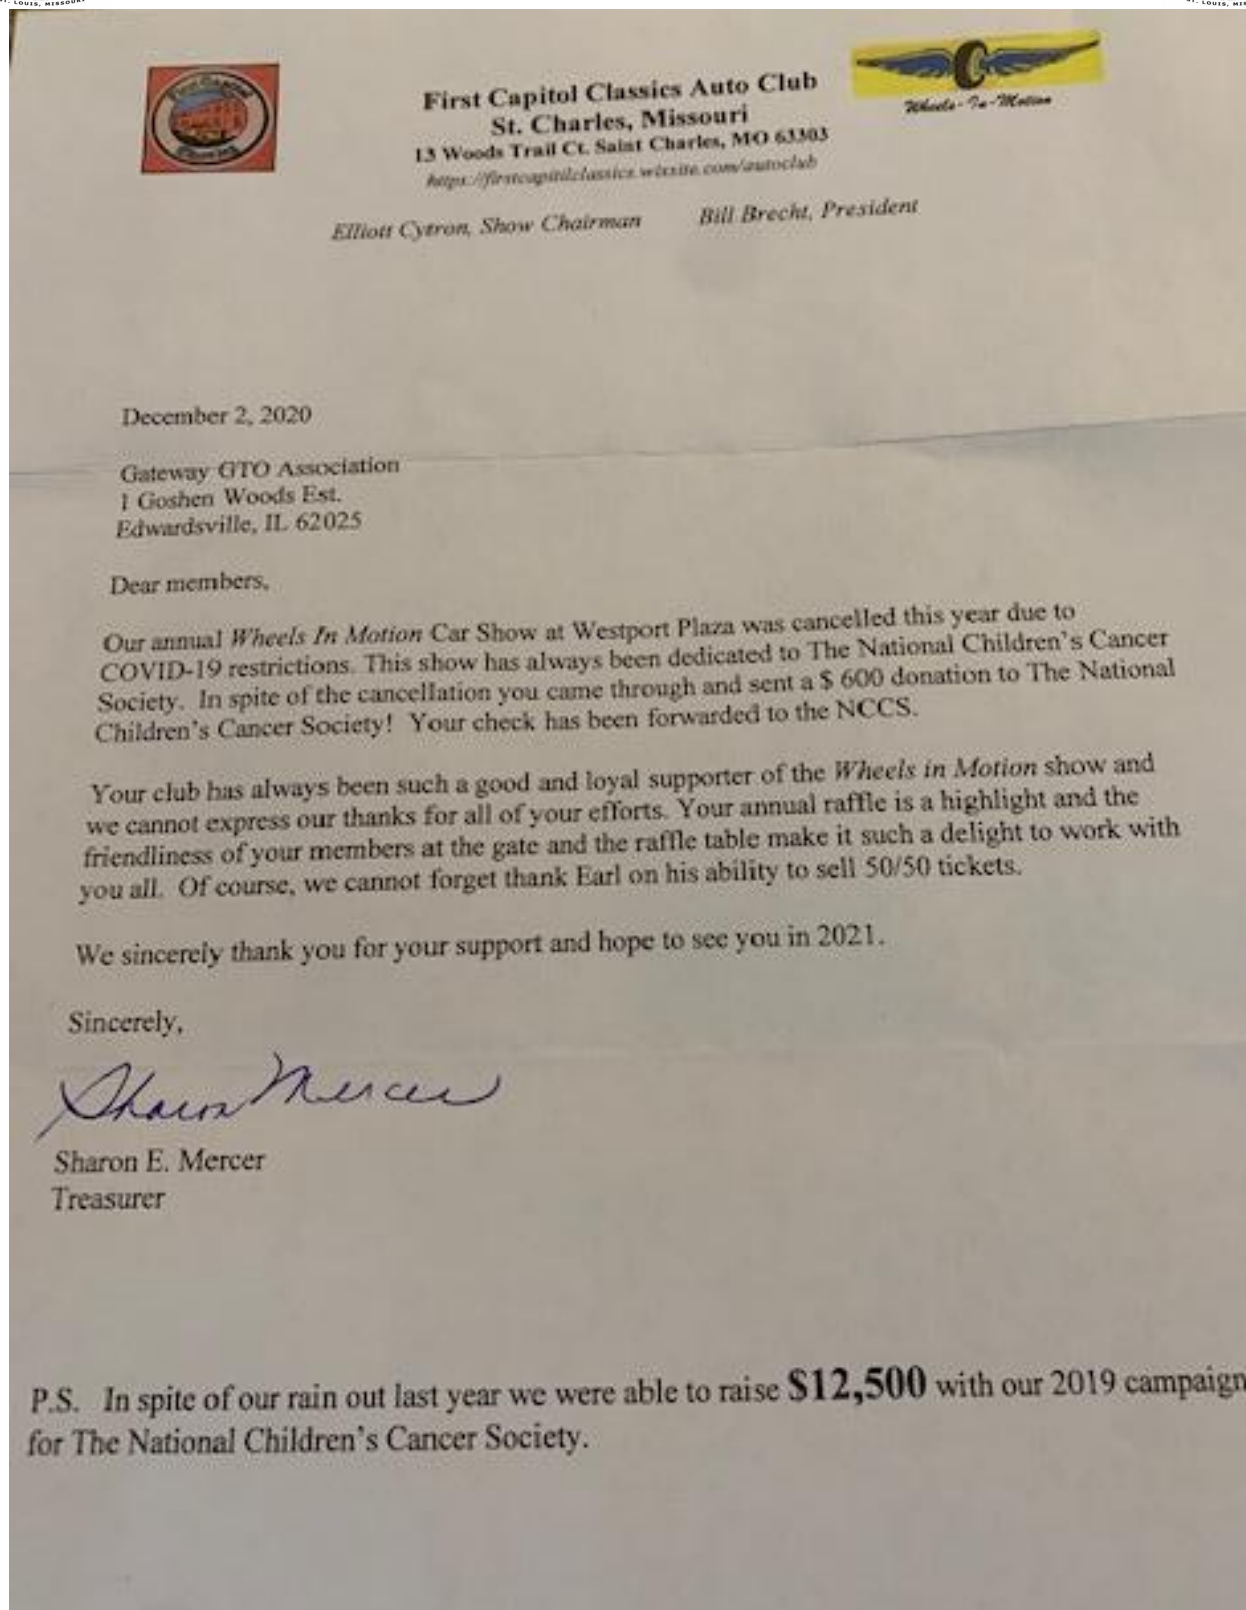 ST. LOUIS, MISSOURI
First Capitol Classics Auto Club
St. Charles, Missouri
13 Woods Trail Ct. Saint Charles, MO 63303
https://firstcapitilclassics.wixsite.com/autoclub
Wheels-In-Motion
Elliott Cytron, Show Chairman Bill Brecht, President
December 2, 2020
Gateway GTO Association
1 Goshen Woods Est.
Edwardsville, IL 62025
Dear members,
Our annual Wheels In Motion Car Show at Westport Plaza was cancelled this year due to
COVID-19 restrictions. This show has always been dedicated to The National Children's Cancer
Society. In spite of the cancellation you came through and sent a $ 600 donation to The National
Children's Cancer Society! Your check has been forwarded to the NCCS.
Your club has always been such a good and loyal supporter of the Wheels in Motion show and
we cannot express our thanks for all of your efforts. Your annual raffle is a highlight and the
friendliness of your members at the gate and the raffle table make it such a delight to work with
you all. Of course, we cannot forget thank Earl on his ability to sell 50/50 tickets.
We sincerely thank you for your support and hope to see you in 2021.
Sincerely,
Sharon Mercer
Sharon E. Mercer
Treasurer
P.S. In spite of our rain out last year we were able to raise $12,500 with our 2019 campaign
for The National Children's Cancer Society.